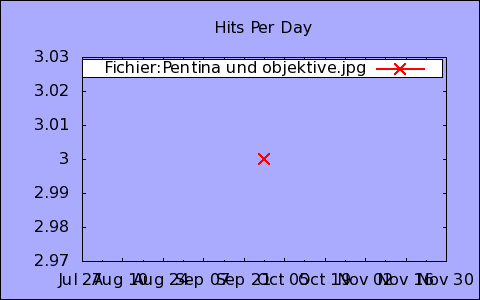 Hits Per Day
Fichier:Pentina und objektive.jpg
3.03
3.02
3.01
3
2.99
2.98
2.97
Jul 27 Aug 10 Aug 24 Sep 07 Sep 21 Oct 05 Oct 19 Nov 02 Nov 16 Nov 30